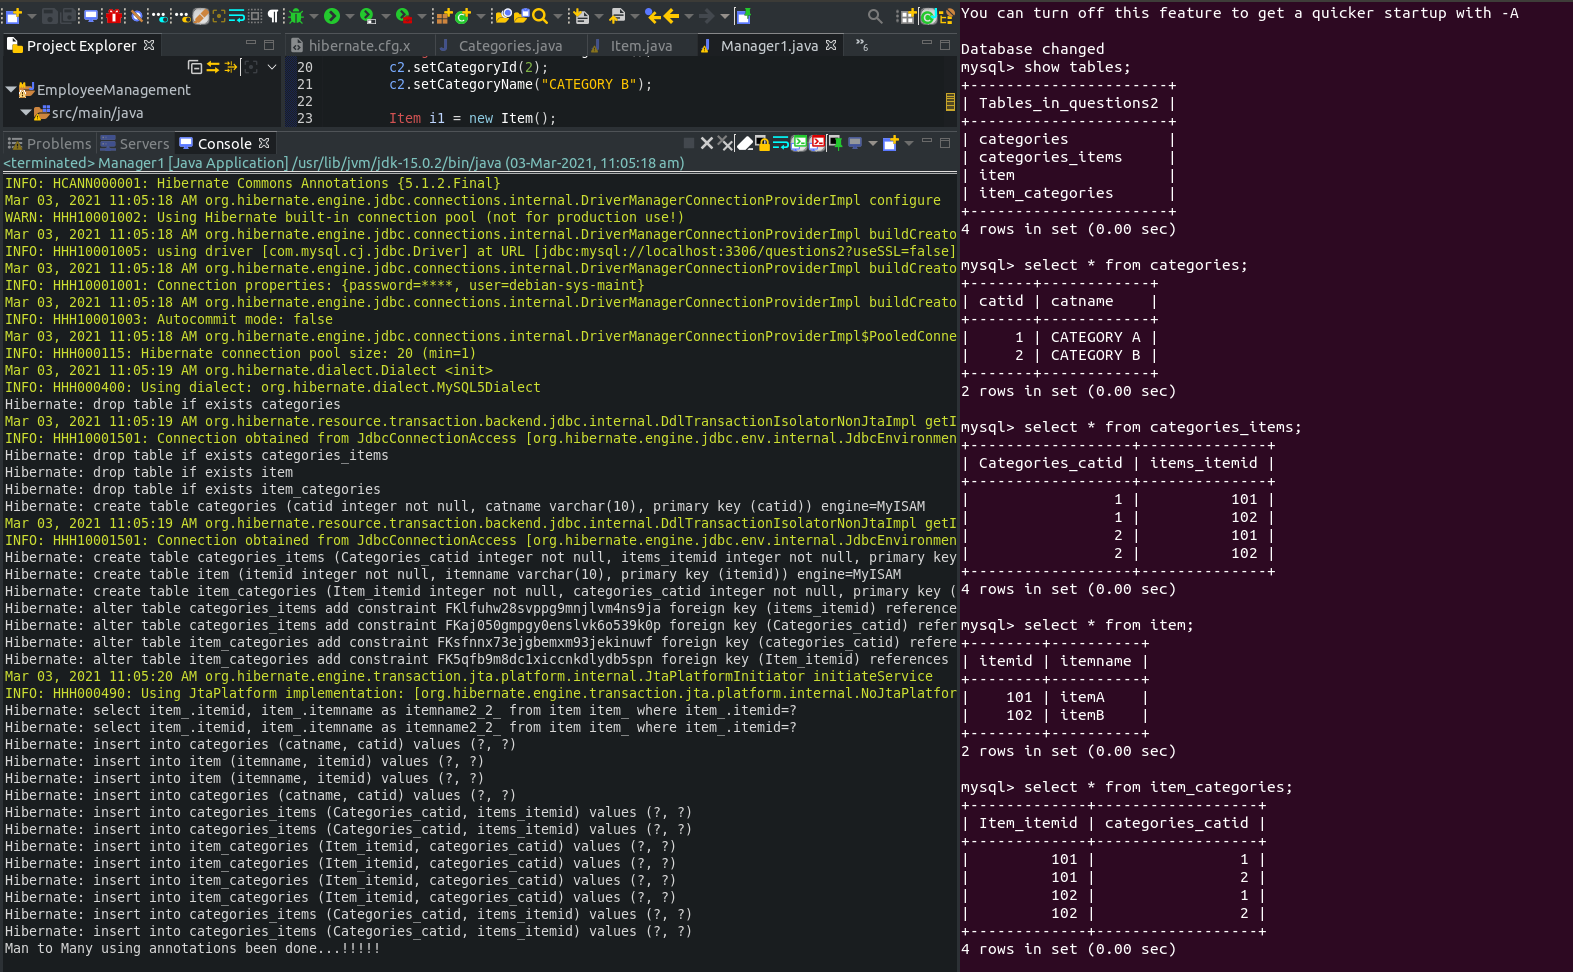 Project Explorer
EmployeeManagement
src/main/java
hibernate.cfg.x
Categories.java
Item.java
Manager1.java
»6
20 c2.setCategoryId(2);
21 c2.setCategoryName("CATEGORY B");
22
23 Item i1 = new Item();
Problems
Servers
Console
<terminated> Manager1 [Java Application] /usr/lib/jvm/jdk-15.0.2/bin/java (03-Mar-2021, 11:05:18 am)
INFO: HCANN000001: Hibernate Commons Annotations {5.1.2.Final}
Mar 03, 2021 11:05:18 AM org.hibernate.engine.jdbc.connections.internal.DriverManagerConnectionProviderImpl configure
WARN: HHH10001002: Using Hibernate built-in connection pool (not for production use!)
Mar 03, 2021 11:05:18 AM org.hibernate.engine.jdbc.connections.internal.DriverManagerConnectionProviderImpl buildCreato
INFO: HHH10001005: using driver [com.mysql.cj.jdbc.Driver] at URL [jdbc:mysql://localhost:3306/questions2?useSSL=false]
Mar 03, 2021 11:05:18 AM org.hibernate.engine.jdbc.connections.internal.DriverManagerConnectionProviderImpl buildCreato
INFO: HHH10001001: Connection properties: {password=****, user=debian-sys-maint}
Mar 03, 2021 11:05:18 AM org.hibernate.engine.jdbc.connections.internal.DriverManagerConnectionProviderImpl buildCreato
INFO: HHH10001003: Autocommit mode: false
Mar 03, 2021 11:05:18 AM org.hibernate.engine.jdbc.connections.internal.DriverManagerConnectionProviderImpl$PooledConne
INFO: HHH000115: Hibernate connection pool size: 20 (min=1)
Mar 03, 2021 11:05:19 AM org.hibernate.dialect.Dialect <init>
INFO: HHH000400: Using dialect: org.hibernate.dialect.MySQL5Dialect
Hibernate: drop table if exists categories
Mar 03, 2021 11:05:19 AM org.hibernate.resource.transaction.backend.jdbc.internal.DdlTransactionIsolatorNonJtaImpl getI
INFO: HHH10001501: Connection obtained from JdbcConnectionAccess [org.hibernate.engine.jdbc.env.internal.JdbcEnvironmen
Hibernate: drop table if exists categories_items
Hibernate: drop table if exists item
Hibernate: drop table if exists item_categories
Hibernate: create table categories (catid integer not null, catname varchar(10), primary key (catid)) engine=MyISAM
Mar 03, 2021 11:05:19 AM org.hibernate.resource.transaction.backend.jdbc.internal.DdlTransactionIsolatorNonJtaImpl getI
INFO: HHH10001501: Connection obtained from JdbcConnectionAccess [org.hibernate.engine.jdbc.env.internal.JdbcEnvironmen
Hibernate: create table categories_items (Categories_catid integer not null, items_itemid integer not null, primary key
Hibernate: create table item (itemid integer not null, itemname varchar(10), primary key (itemid)) engine=MyISAM
Hibernate: create table item_categories (Item_itemid integer not null, categories_catid integer not null, primary key (
Hibernate: alter table categories_items add constraint FKlfuhw28svppg9mnjlvm4ns9ja foreign key (items_itemid) reference
Hibernate: alter table categories_items add constraint FKaj050gmpgy0enslvk6o539k0p foreign key (Categories_catid) refer
Hibernate: alter table item_categories add constraint FKsfnnx73ejgbemxm93jekinuwf foreign key (categories_catid) refere
Hibernate: alter table item_categories add constraint FK5qfb9m8dc1xiccnkdlydb5spn foreign key (Item_itemid) references
Mar 03, 2021 11:05:20 AM org.hibernate.engine.transaction.jta.platform.internal.JtaPlatformInitiator initiateService
INFO: HHH000490: Using JtaPlatform implementation: [org.hibernate.engine.transaction.jta.platform.internal.NoJtaPlatfor
Hibernate: select item_.itemid, item_.itemname as itemname2_2_ from item item_ where item_.itemid=?
Hibernate: select item_.itemid, item_.itemname as itemname2_2_ from item item_ where item_.itemid=?
Hibernate: insert into categories (catname, catid) values (?, ?)
Hibernate: insert into item (itemname, itemid) values (?, ?)
Hibernate: insert into item (itemname, itemid) values (?, ?)
Hibernate: insert into categories (catname, catid) values (?, ?)
Hibernate: insert into categories_items (Categories_catid, items_itemid) values (?, ?)
Hibernate: insert into categories_items (Categories_catid, items_itemid) values (?, ?)
Hibernate: insert into item_categories (Item_itemid, categories_catid) values (?, ?)
Hibernate: insert into item_categories (Item_itemid, categories_catid) values (?, ?)
Hibernate: insert into item_categories (Item_itemid, categories_catid) values (?, ?)
Hibernate: insert into item_categories (Item_itemid, categories_catid) values (?, ?)
Hibernate: insert into categories_items (Categories_catid, items_itemid) values (?, ?)
Hibernate: insert into categories_items (Categories_catid, items_itemid) values (?, ?)
Man to Many using annotations been done...!!!!!
You can turn off this feature to get a quicker startup with -A
Database changed
mysql> show tables;
+----------------------+
| Tables_in_questions2 |
+----------------------+
| categories           |
| categories_items     |
| item                 |
| item_categories      |
+----------------------+
4 rows in set (0.00 sec)
mysql> select * from categories;
+-------+------------+
| catid | catname    |
+-------+------------+
|     1 | CATEGORY A |
|     2 | CATEGORY B |
+-------+------------+
2 rows in set (0.00 sec)
mysql> select * from categories_items;
+------------------+--------------+
| Categories_catid | items_itemid |
+------------------+--------------+
|                1 |          101 |
|                1 |          102 |
|                2 |          101 |
|                2 |          102 |
+------------------+--------------+
4 rows in set (0.00 sec)
mysql> select * from item;
+--------+----------+
| itemid | itemname |
+--------+----------+
|    101 | itemA    |
|    102 | itemB    |
+--------+----------+
2 rows in set (0.00 sec)
mysql> select * from item_categories;
+-------------+------------------+
| Item_itemid | categories_catid |
+-------------+------------------+
|         101 |                1 |
|         101 |                2 |
|         102 |                1 |
|         102 |                2 |
+-------------+------------------+
4 rows in set (0.00 sec)